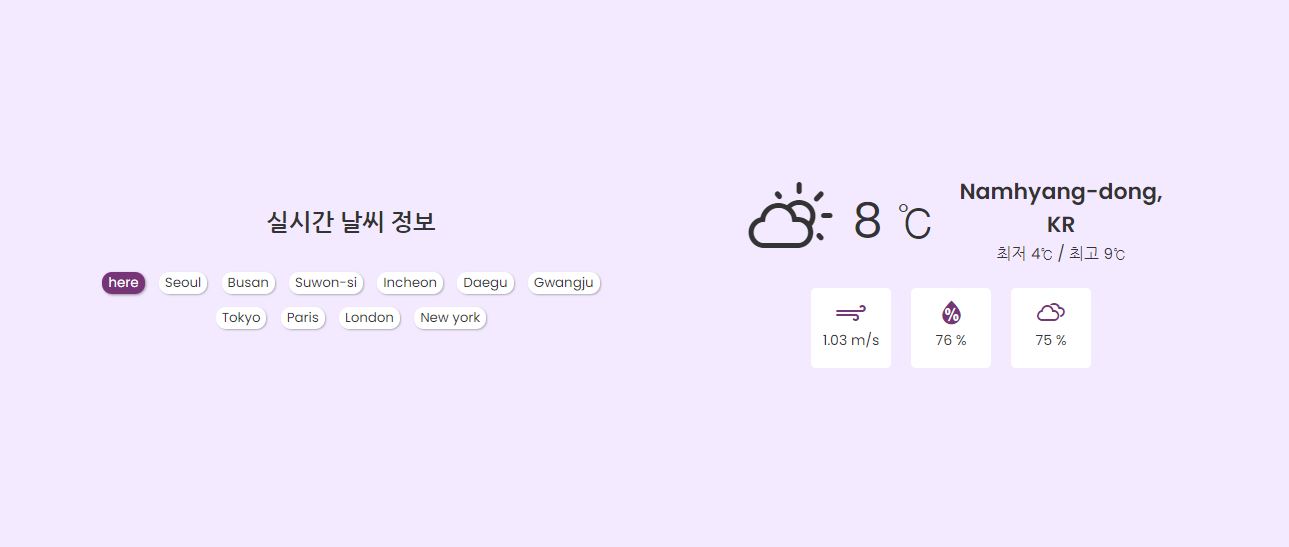 실시간 날씨 정보
here Seoul Busan Suwon-si Incheon Daegu Gwangju
Tokyo Paris London New york
8 ℃
Namhyang-dong,
KR
최저 4℃ / 최고 9℃
1.03 m/s
%
76 %
75 %